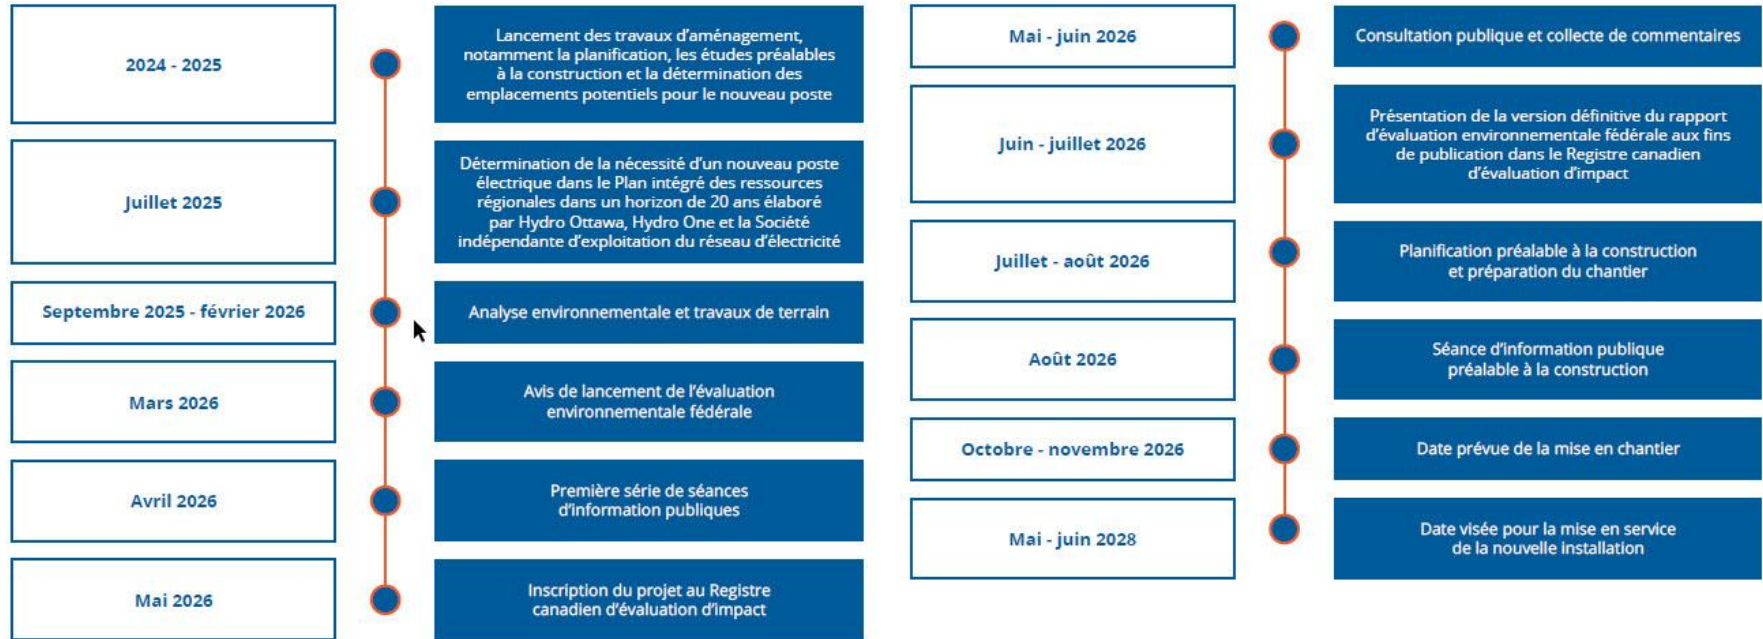 2024 - 2025
Lancement des travaux d’aménagement,
notamment la planification, les études préalables
à la construction et la détermination des
emplacements potentiels pour le nouveau poste
Juillet 2025
Détermination de la nécessité d’un nouveau poste
électrique dans le Plan intégré des ressources
régionales dans un horizon de 20 ans élaboré
par Hydro Ottawa, Hydro One et la Société
indépendante d’exploitation du réseau d’électricité
Septembre 2025 - février 2026
Analyse environnementale et travaux de terrain
Mars 2026
Avis de lancement de l’évaluation
environnementale fédérale
Avril 2026
Première série de séances
d’information publiques
Mai 2026
Inscription du projet au Registre
canadien d’évaluation d’impact
Mai - juin 2026
Consultation publique et collecte de commentaires
Juin - juillet 2026
Présentation de la version définitive du rapport
d’évaluation environnementale fédérale aux fins
de publication dans le Registre canadien
d’évaluation d’impact
Juillet - août 2026
Planification préalable à la construction
et préparation du chantier
Août 2026
Séance d’information publique
préalable à la construction
Octobre - novembre 2026
Date prévue de la mise en chantier
Mai - juin 2028
Date visée pour la mise en service
de la nouvelle installation